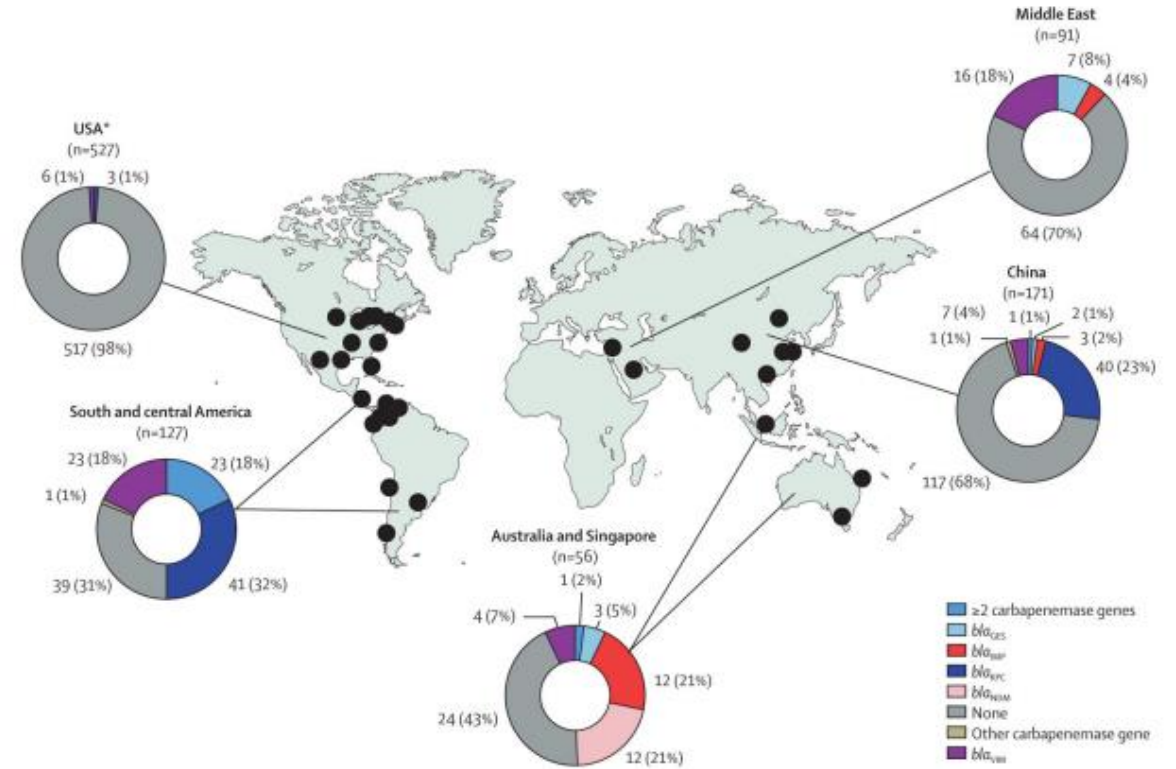 Middle East
(n=91)
7 (8%)
16 (18%)
4 (4%)
64 (70%)
USA*
(n=527)
6 (1%)
3 (1%)
517 (98%)
China
(n=171)
7 (4%)
1 (1%)
2 (1%)
1 (1%)
3 (2%)
40 (23%)
117 (68%)
South and central America
(n=127)
23 (18%)
23 (18%)
1 (1%)
39 (31%)
41 (32%)
Australia and Singapore
(n=56)
1 (2%)
4 (7%)
3 (5%)
12 (21%)
24 (43%)
12 (21%)
≥2 carbapenemase genes
blaGES
blaIMP
blaKPC
blaNDM
None
Other carbapenemase gene
blaVIM